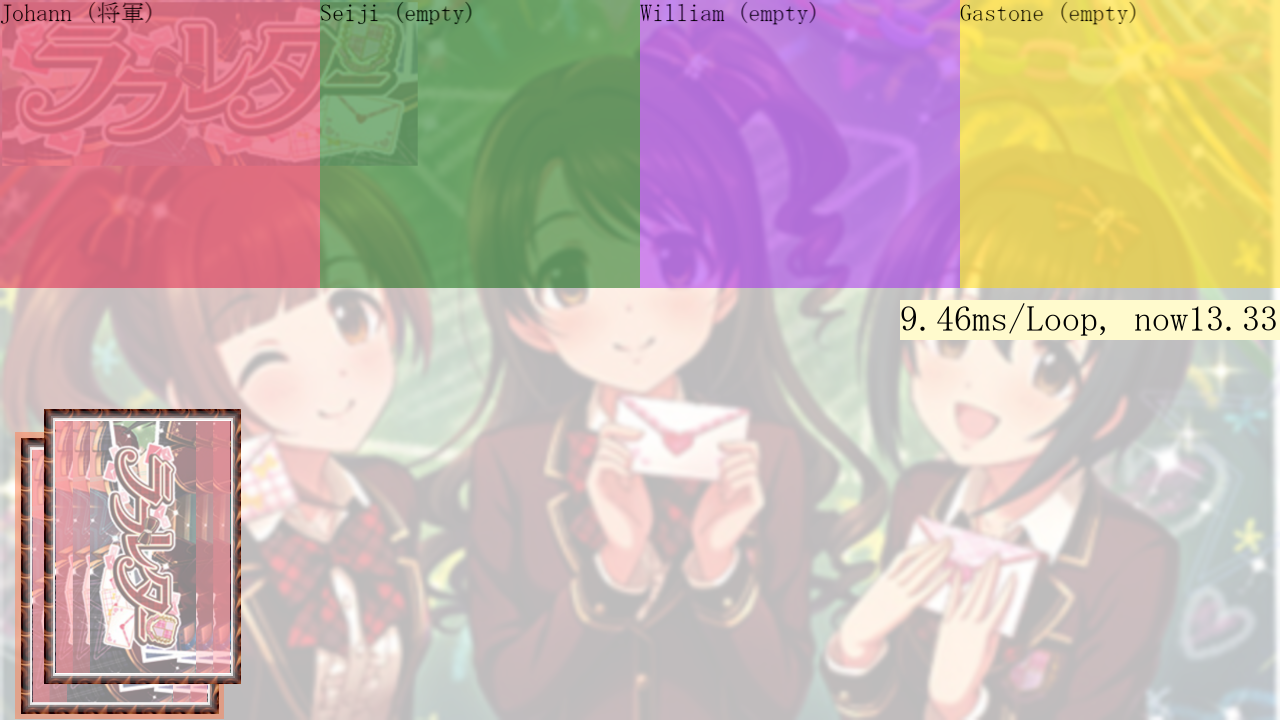 Johann (将軍)
Seiji (empty)
William (empty)
Gastone (empty)
ラブレター
9.46ms/Loop, now13.33
ラブレター